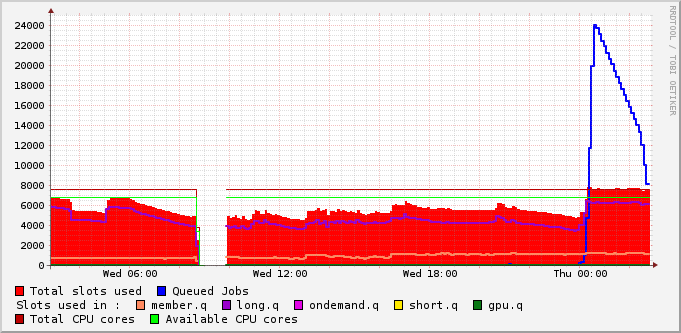 24000
22000
20000
18000
16000
14000
12000
10000
8000
6000
4000
2000
0
Wed 06:00 Wed 12:00 Wed 18:00 Thu 00:00
RRDTOOL / TOBI OETIKER
Total slots used Queued Jobs
Slots used in : member.q long.q ondemand.q short.q gpu.q
Total CPU cores Available CPU cores